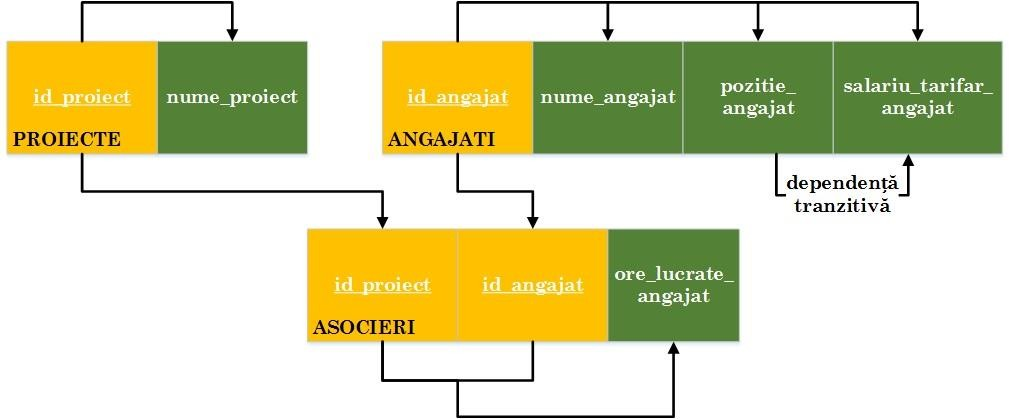 id_proiect
nume_proiect
PROIECTE
id_angajat
nume_angajat
pozitie_
angajat
salariu_tarifar_
angajat
ANGAJATI
dependență
tranzitivă
id_proiect
id_angajat
ore_lucrate_
angajat
ASOCIERI